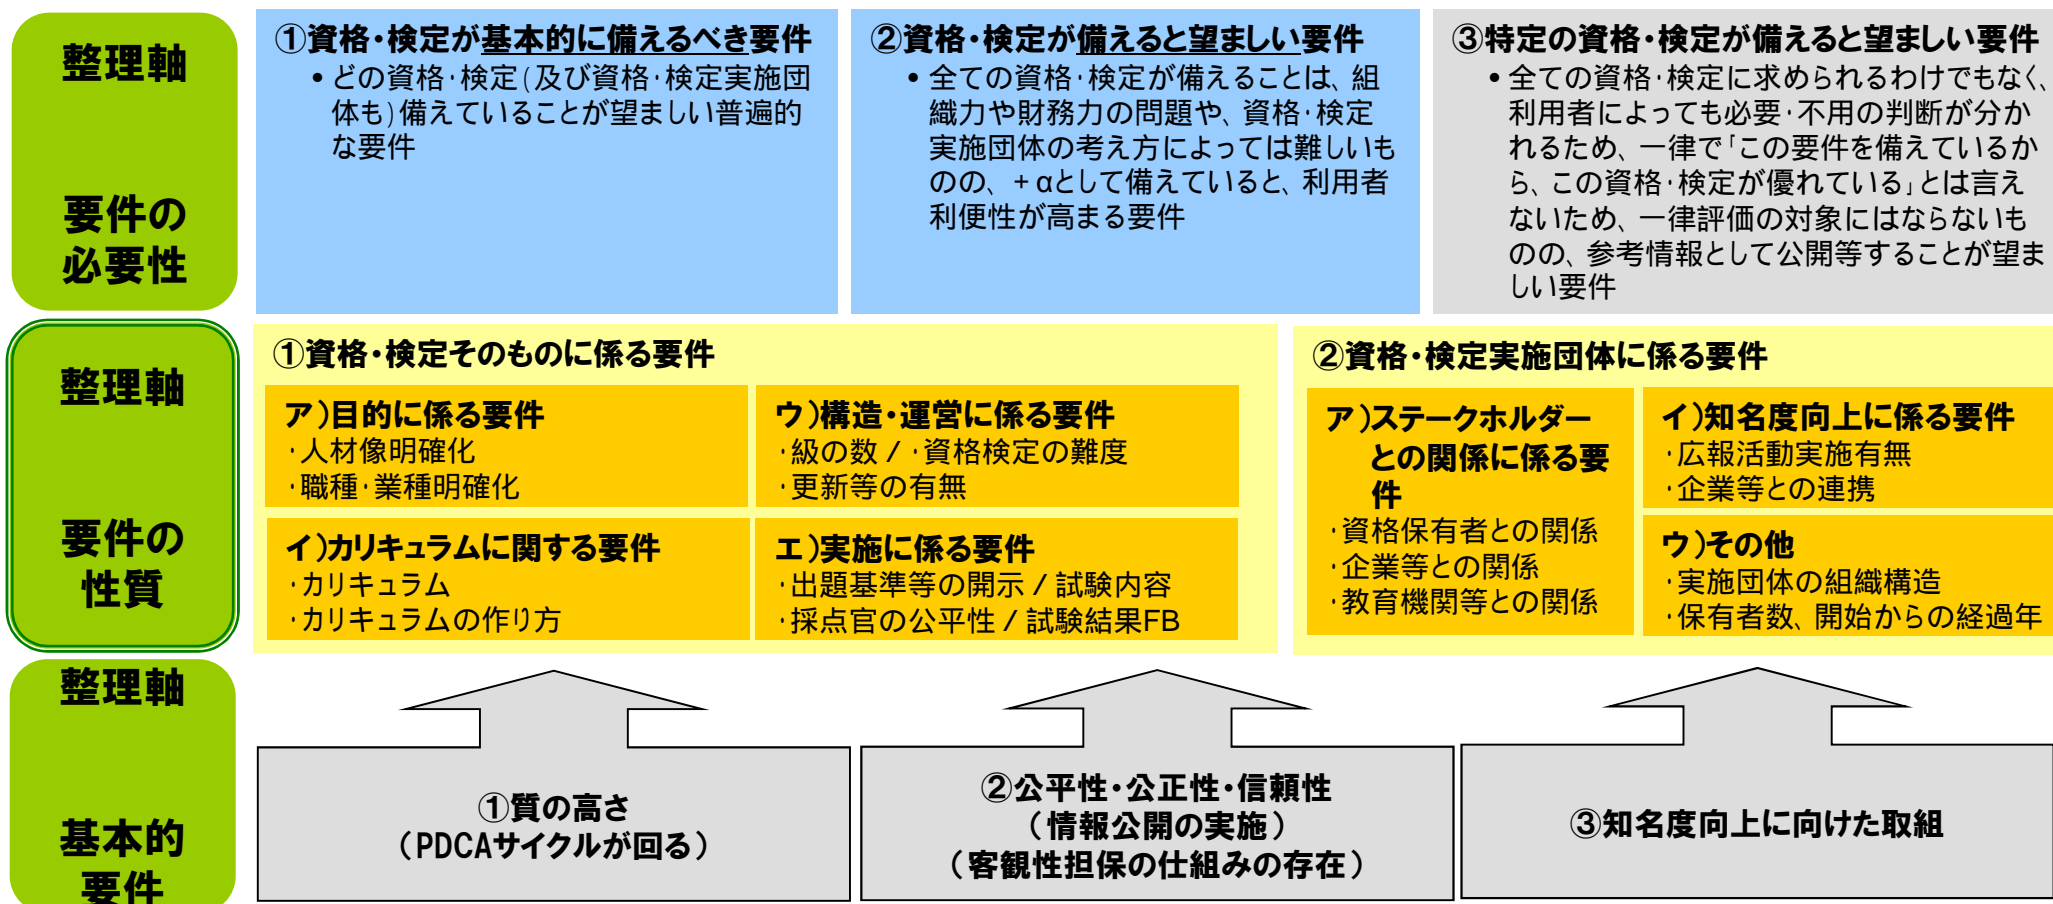 整理軸
要件の
必要性
①資格・検定が基本的に備えるべき要件
• どの資格・検定（及び資格・検定実施団
体も）備えていることが望ましい普遍的
な要件
②資格・検定が備えると望ましい要件
• 全ての資格・検定が備えることは、組
織力や財務力の問題や、資格・検定
実施団体の考え方によっては難しいも
のの、+αとして備えていると、利用者
利便性が高まる要件
③特定の資格・検定が備えると望ましい要件
• 全ての資格・検定に求められるわけでもなく、
利用者によっても必要・不用の判断が分か
れるため、一律で「この要件を備えているか
ら、この資格・検定が優れている」とは言え
ないため、一律評価の対象にはならないも
のの、参考情報として公開等することが望ま
しい要件
整理軸
要件の
性質
①資格・検定そのものに係る要件
ア)目的に係る要件
・人材像明確化
・職種・業種明確化
ウ)構造・運営に係る要件
・級の数 / ・資格検定の難度
・更新等の有無
イ)カリキュラムに関する要件
・カリキュラム
・カリキュラムの作り方
エ)実施に係る要件
・出題基準等の開示 / 試験内容
・採点官の公平性 / 試験結果FB
②資格・検定実施団体に係る要件
ア)ステークホルダー
との関係に係る要
件
・資格保有者との関係
・企業等との関係
・教育機関等との関係
イ)知名度向上に係る要件
・広報活動実施有無
・企業等との連携
ウ)その他
・実施団体の組織構造
・保有者数、開始からの経過年
整理軸
基本的
要件
①質の高さ
（PDCAサイクルが回る）
②公平性・公正性・信頼性
（情報公開の実施）
（客観性担保の仕組みの存在）
③知名度向上に向けた取組